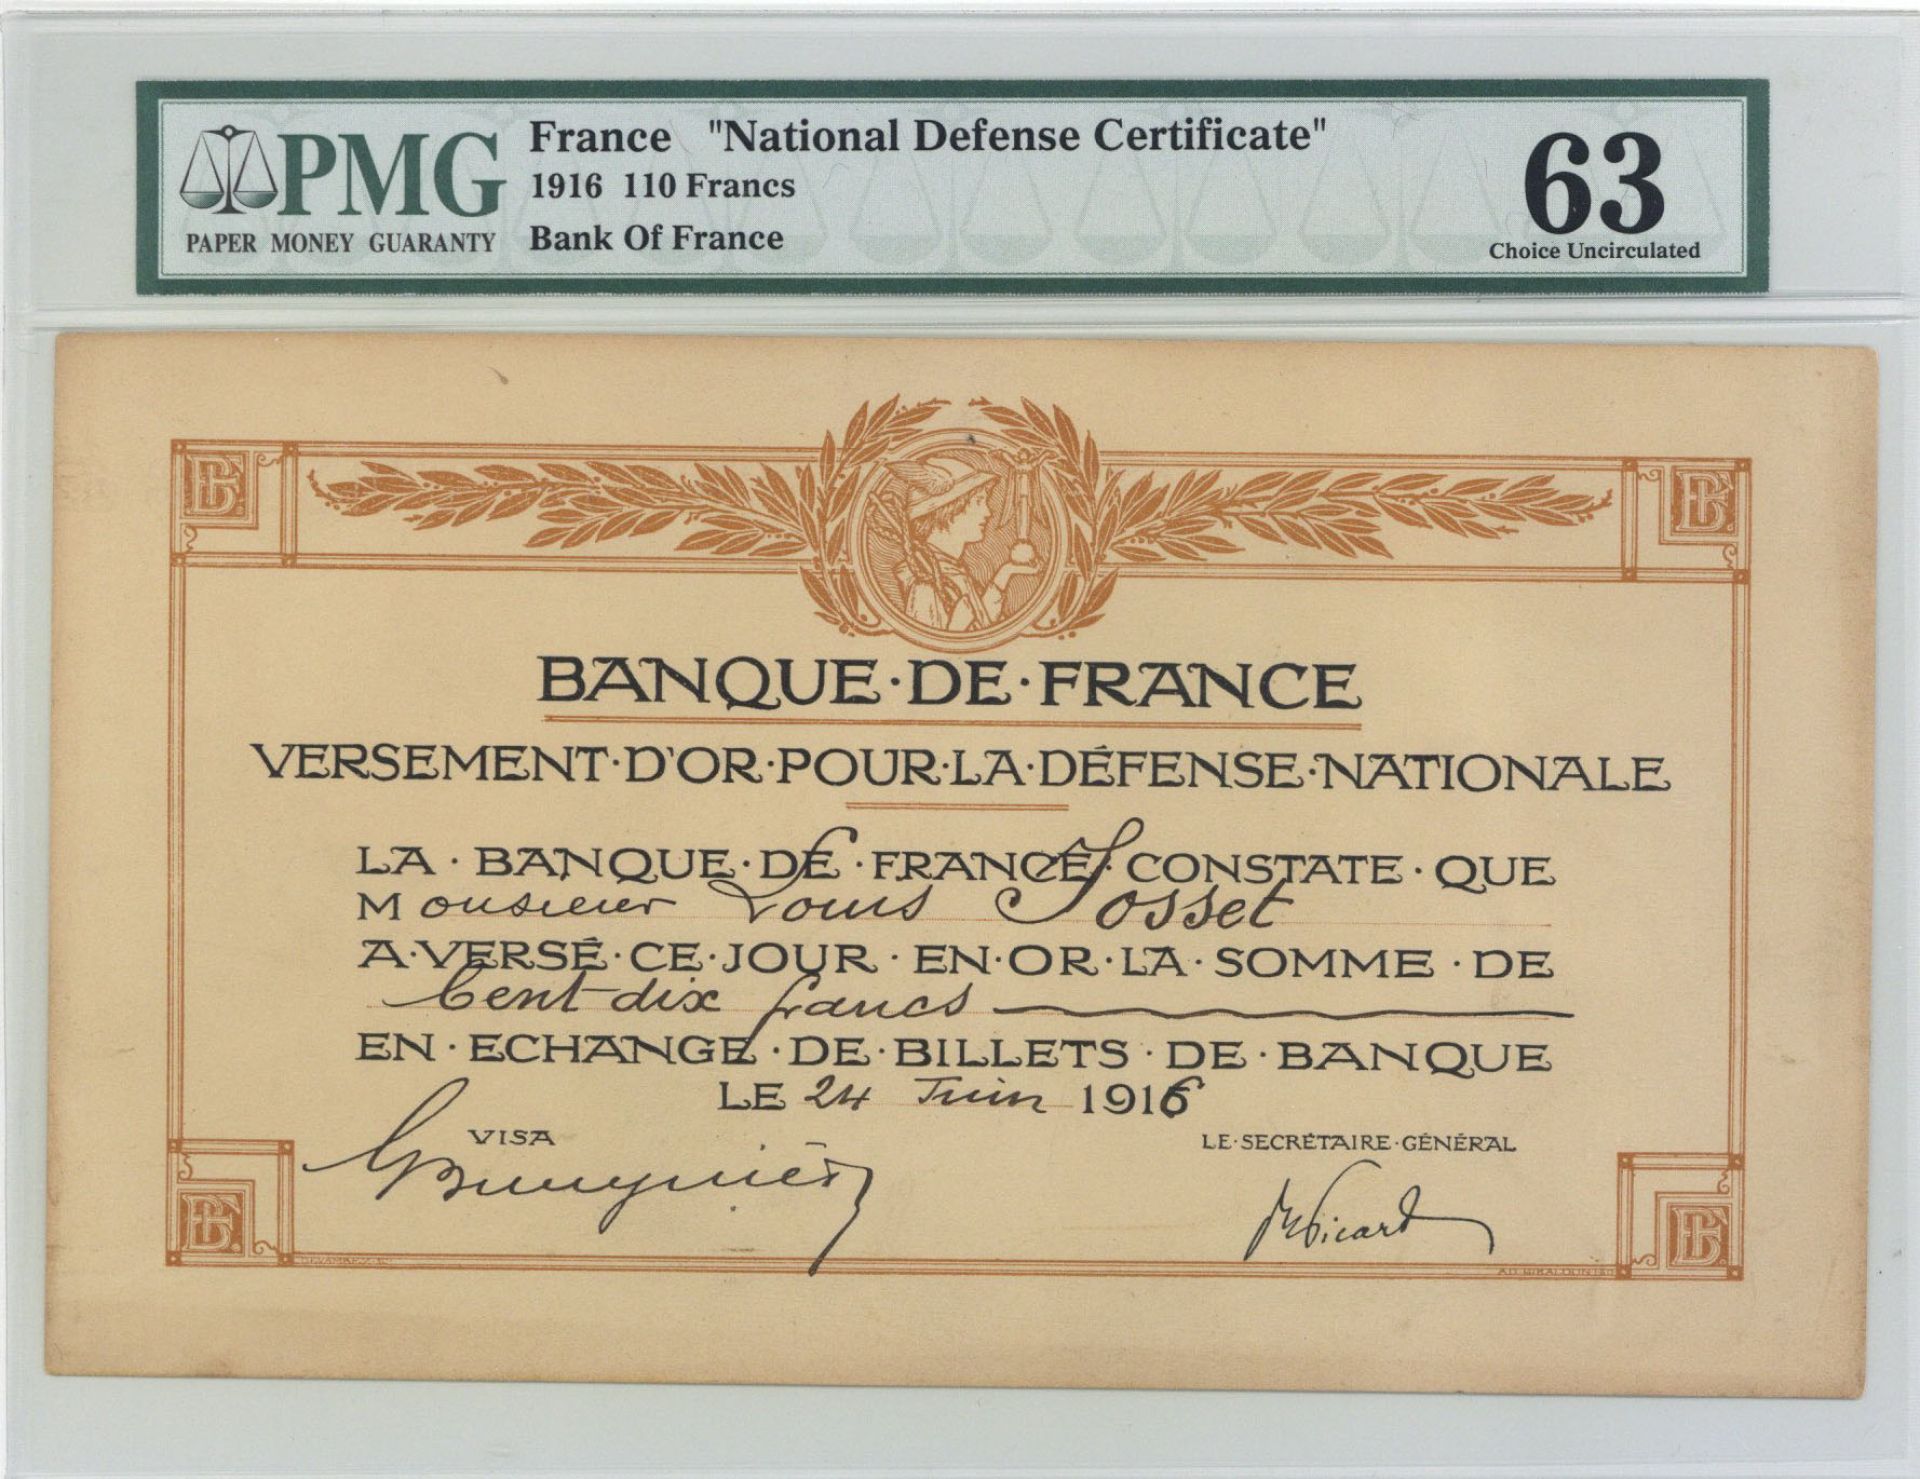 PMG
PAPER MONEY GUARANTY
France "National Defense Certificate"
1916 110 Francs
Bank Of France
63
Choice Uncirculated
BANQUE·DE·FRANCE
VERSEMENT·D'OR·POUR·LA·DÉFENSE·NATIONALE
LA·BANQUE·DE·FRANCE·CONSTATE·QUE
Monsieur Louis Josset
A·VERSÉ·CE·JOUR·EN·OR·LA·SOMME·DE
Cent dix francs
EN·ECHANGE·DE·BILLETS·DE·BANQUE
LE 24 Juin 1916
VISA
LE·SECRÉTAIRE·GÉNÉRAL
Picard